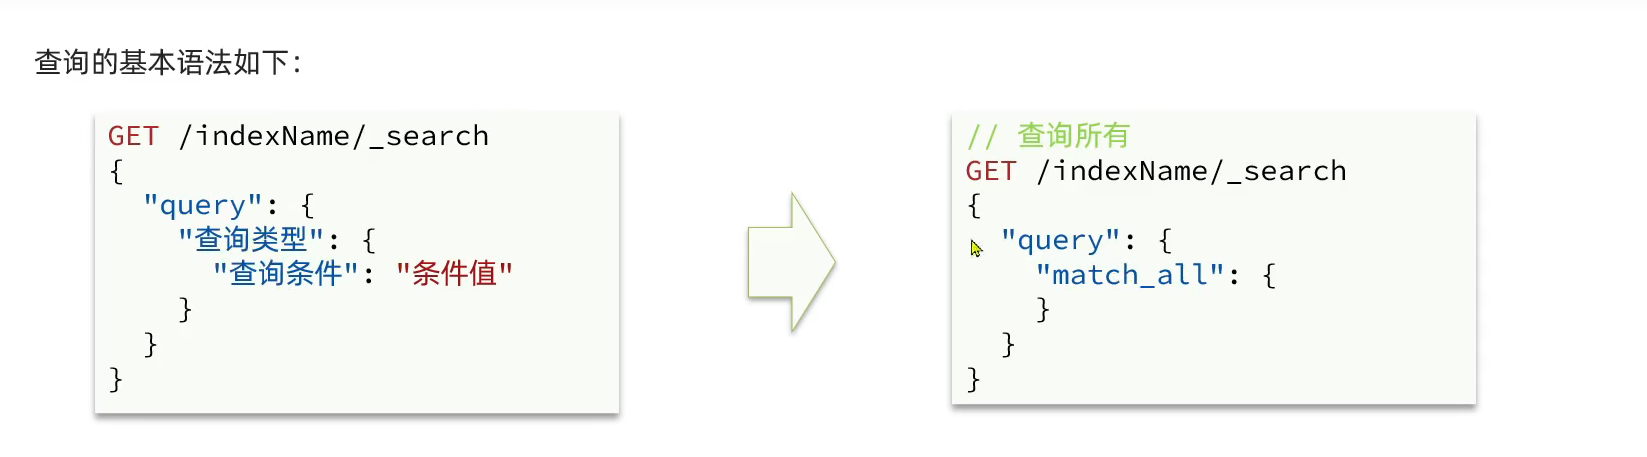 查询的基本语法如下：
GET /indexName/_search
{
  "query": {
    "查询类型": {
      "查询条件": "条件值"
    }
  }
}
// 查询所有
GET /indexName/_search
{
  "query": {
    "match_all": {
    }
  }
}